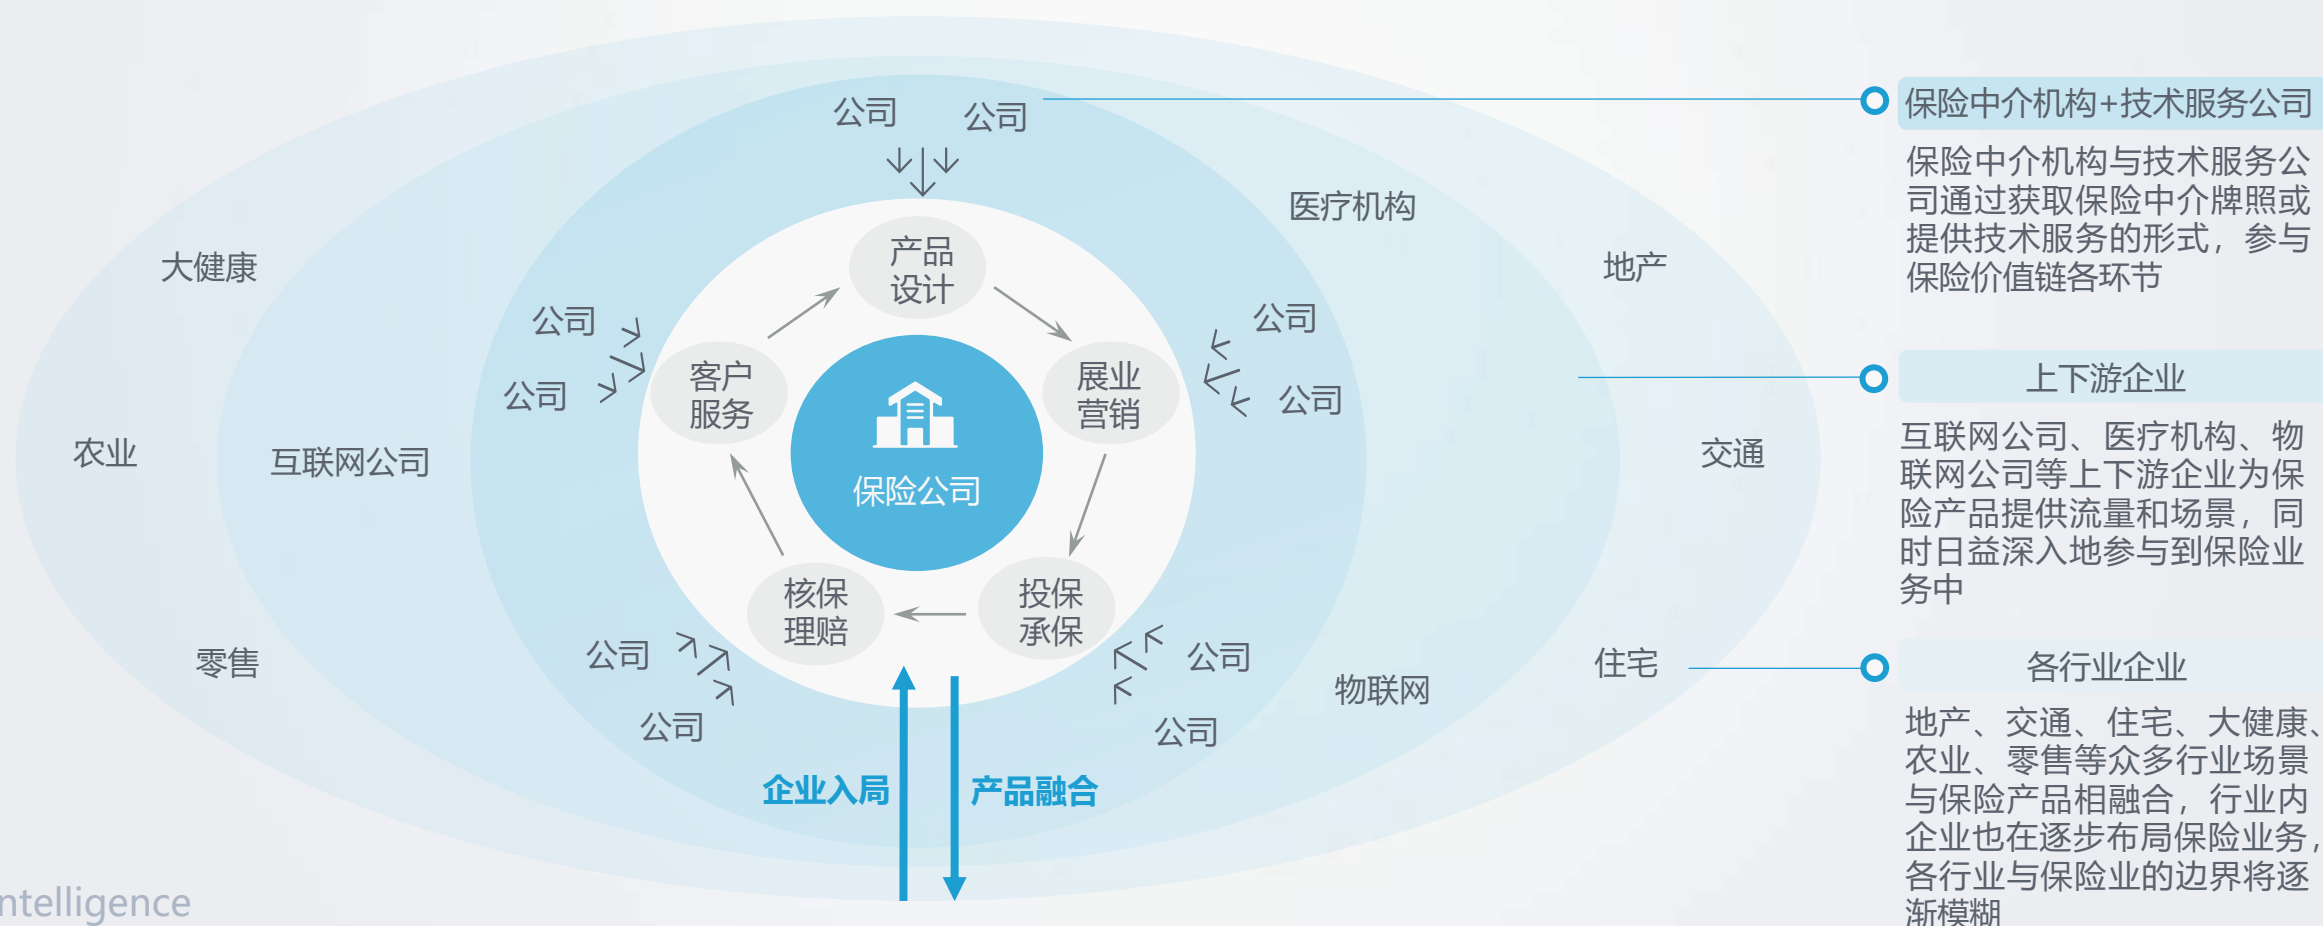 公司
公司
保险中介机构+技术服务公司
保险中介机构与技术服务公
司通过获取保险中介牌照或
提供技术服务的形式，参与
保险价值链各环节
医疗机构
产品
设计
大健康
地产
公司
公司
客户
服务
展业
营销
公司
公司
上下游企业
互联网公司、医疗机构、物
联网公司等上下游企业为保
险产品提供流量和场景，同
时日益深入地参与到保险业
务中
农业
互联网公司
保险公司
交通
核保
理赔
投保
承保
零售
公司
公司
公司
公司
物联网
住宅
各行业企业
地产、交通、住宅、大健康、
农业、零售等众多行业场景
与保险产品相融合，行业内
企业也在逐步布局保险业务，
各行业与保险业的边界将逐
渐模糊
企业入局
产品融合
ntelligence